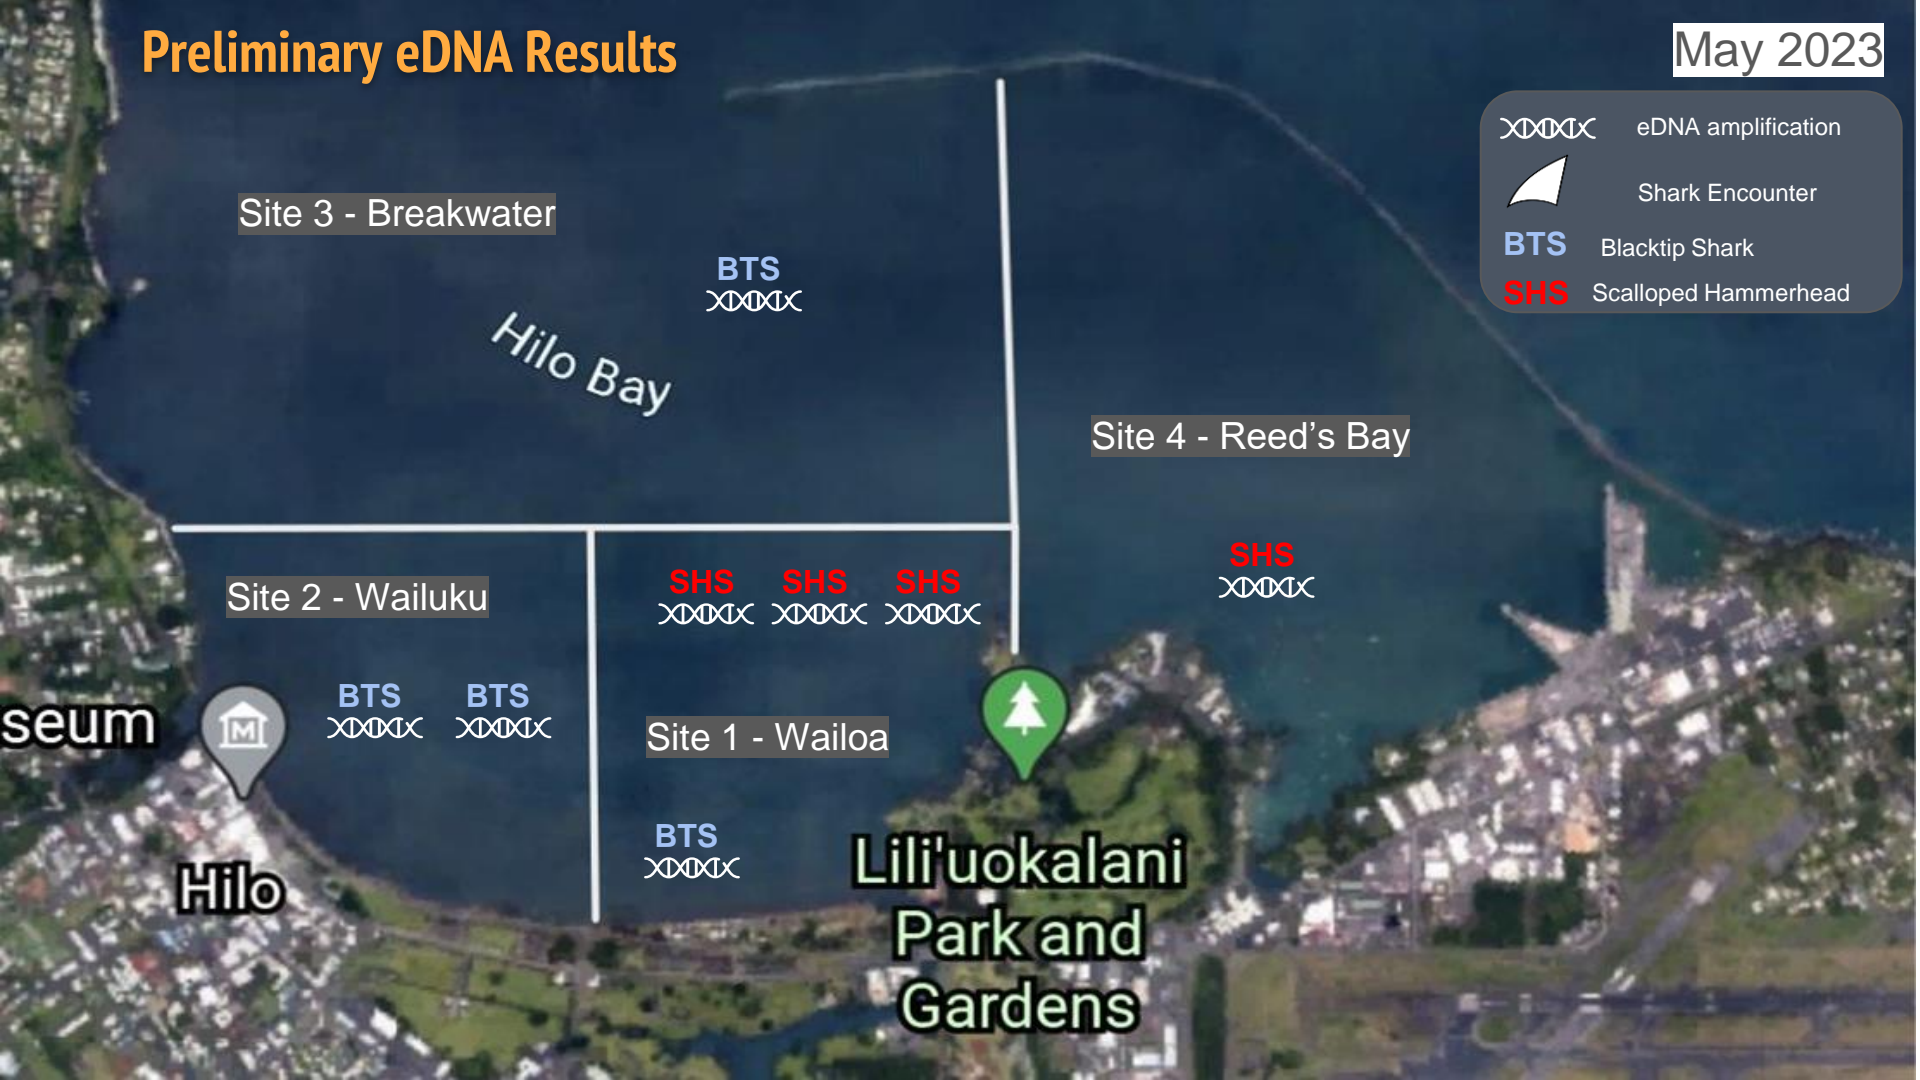 Preliminary eDNA Results
May 2023
eDNA amplification
Shark Encounter
BTS Blacktip Shark
SHS Scalloped Hammerhead
Site 3 - Breakwater
BTS
Hilo Bay
Site 4 - Reed’s Bay
SHS
SHS SHS SHS
Site 2 - Wailuku
BTS BTS
seum
M
Site 1 - Wailoa
BTS
Hilo
Lili'uokalani
Park and
Gardens